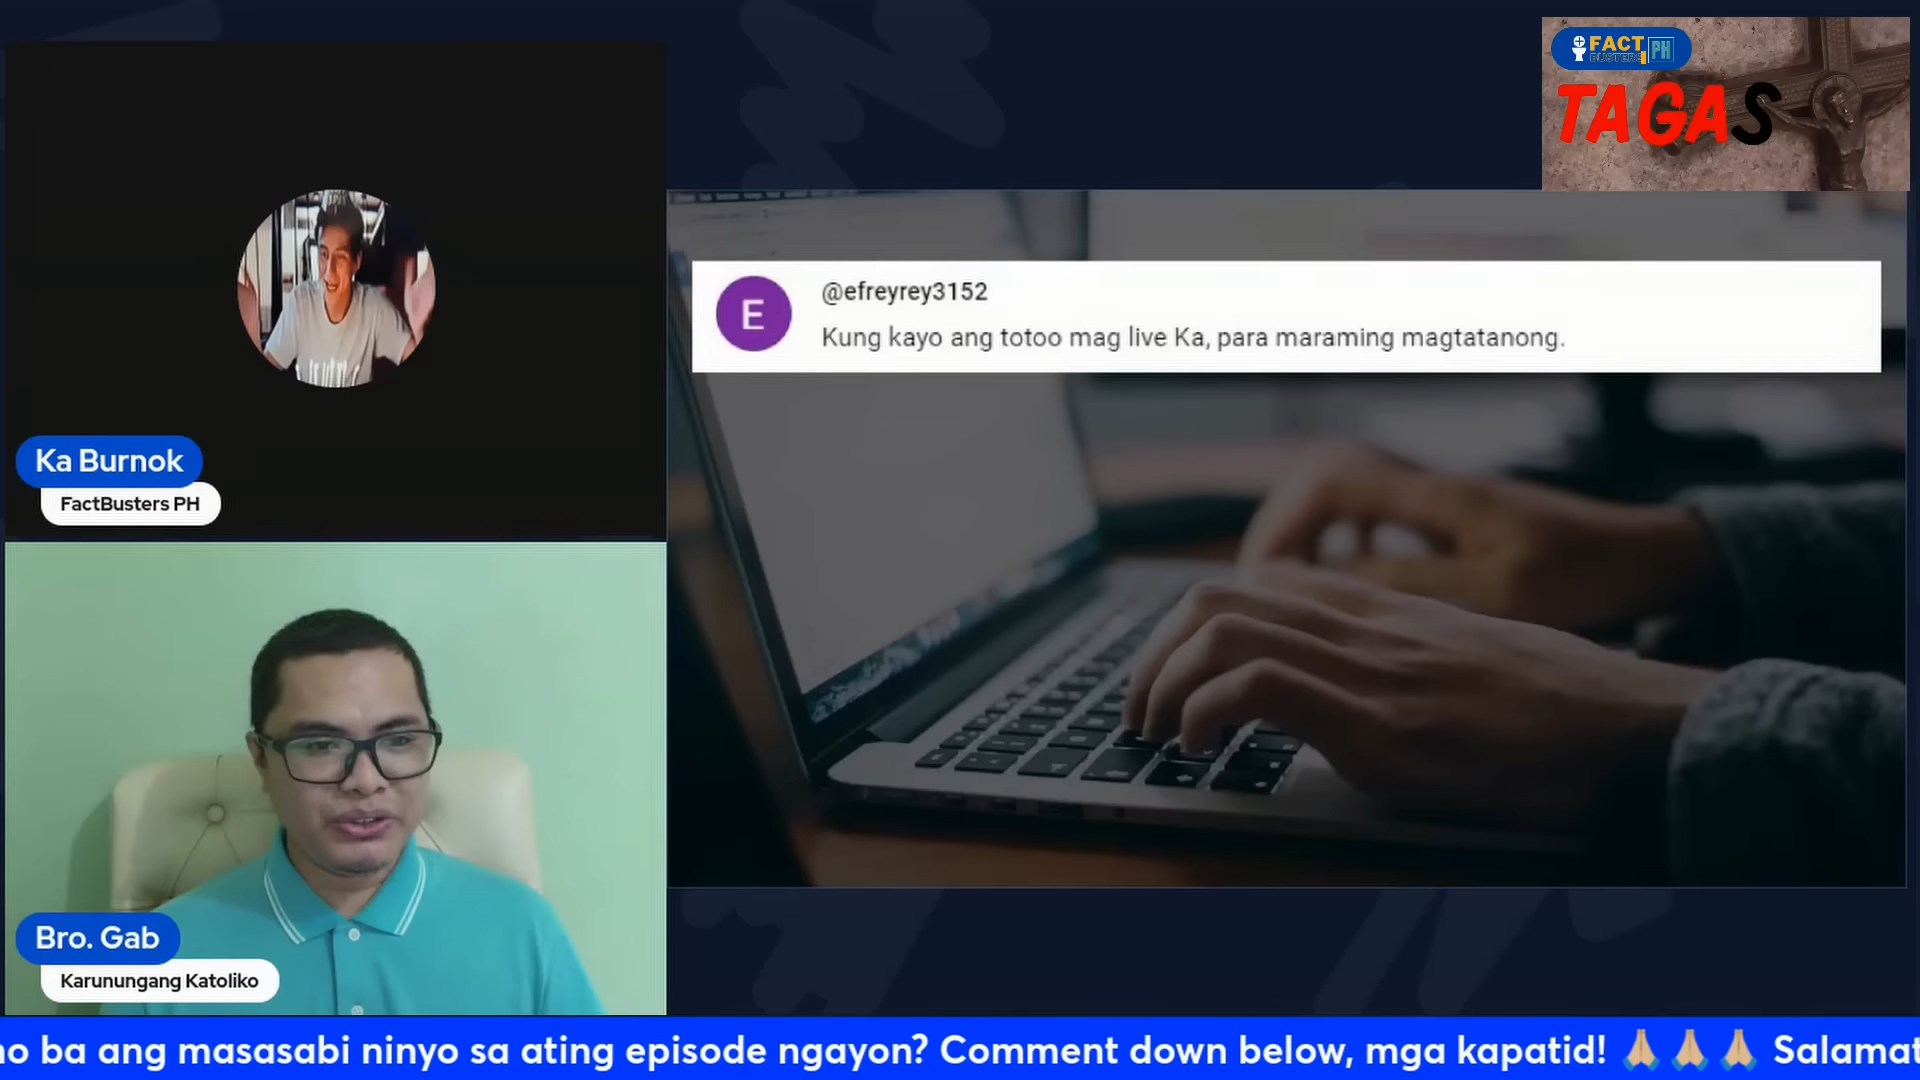 FACT
BUSTERS PH
TAGAS
@efreyrey3152
E
Kung kayo ang totoo mag live Ka, para maraming magtatanong.
Ka Burnok
FactBusters PH
Bro. Gab
Karunungang Katoliko
no ba ang masasabi ninyo sa ating episode ngayon? Comment down below, mga kapatid! 🙏🏼 🙏🏼 🙏🏼 Salamat